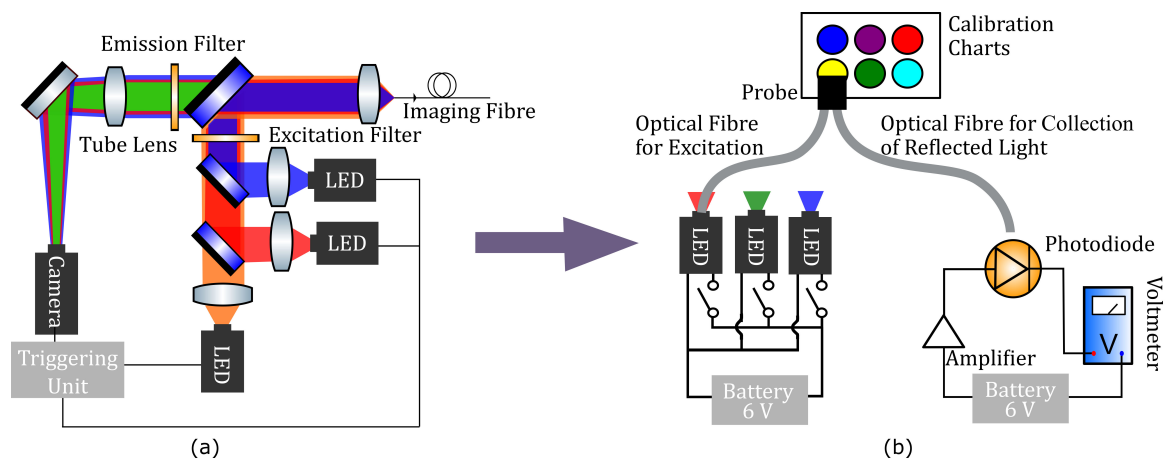 Emission Filter
Imaging Fibre
Tube Lens
Excitation Filter
LED
LED
LED
Camera
Triggering
Unit
(a)
Calibration
Charts
Probe
Optical Fibre
for Excitation
Optical Fibre for Collection
of Reflected Light
LED
LED
LED
Battery
6 V
Photodiode
Voltmeter
V
Amplifier
Battery
6 V
(b)